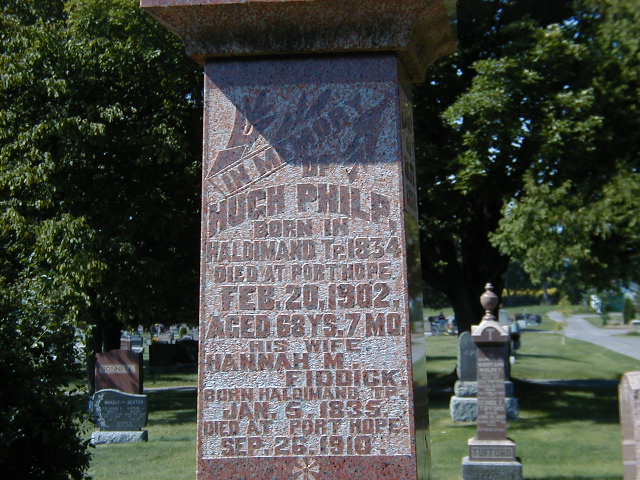 IN MEMORY
OF
HUGH PHILP,
BORN IN
HALDIMAND TP. 1834
DIED AT PORT HOPE
FEB. 20, 1902,
AGED 68 YS. 7 MO.
HIS WIFE
HANNAH M.
FIDDICK,
BORN HALDIMAND TP.
JAN. 5, 1835,
DIED AT PORT HOPE
SEP. 26, 1910.